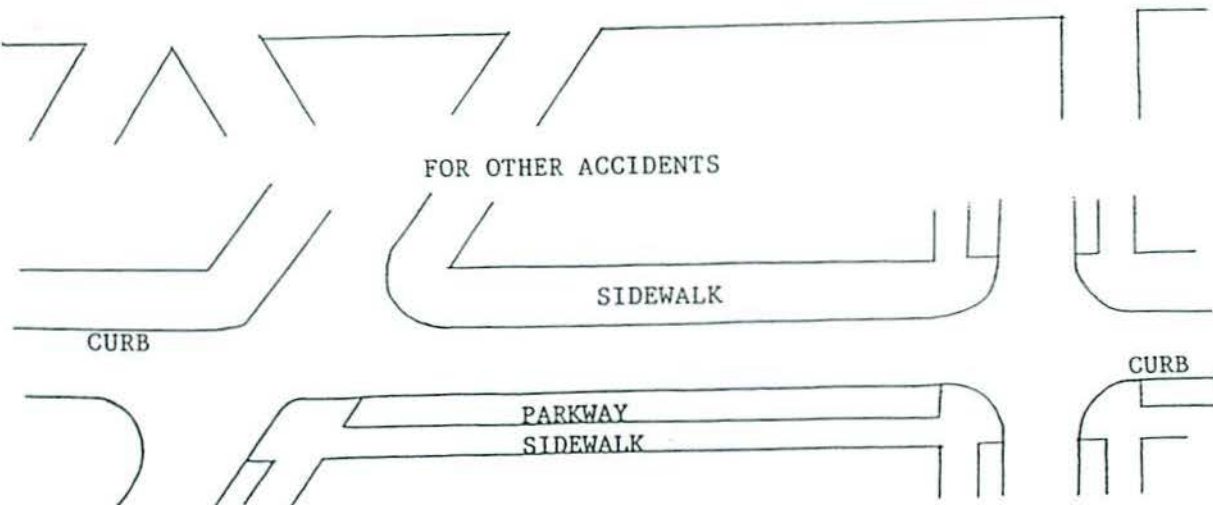 FOR OTHER ACCIDENTS
SIDEWALK
CURB
CURB
PARKWAY
SIDEWALK